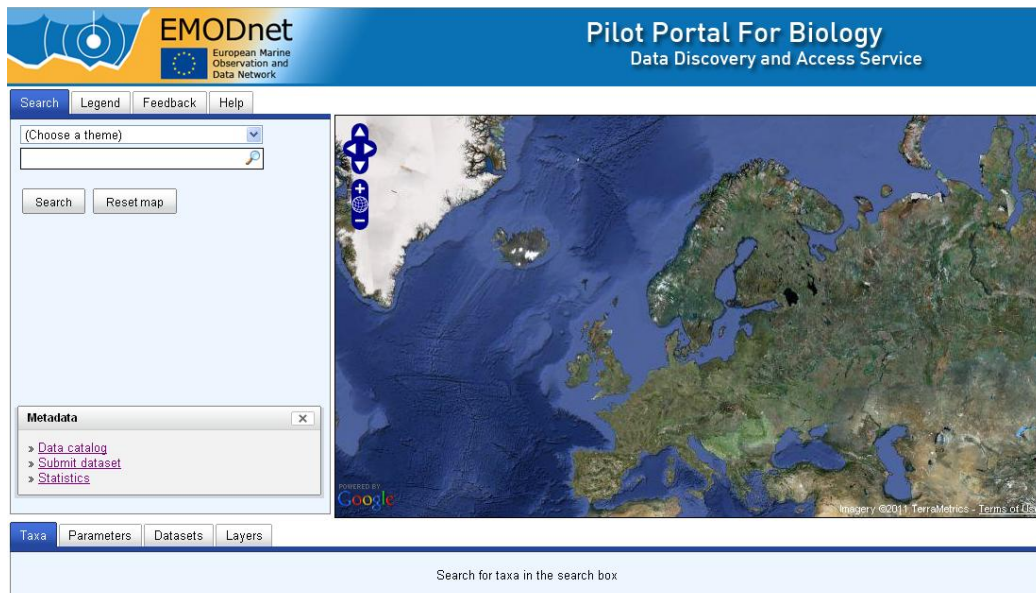 EMODnet
European Marine
Observation and
Data Network
Pilot Portal For Biology
Data Discovery and Access Service
Search Legend Feedback Help
(Choose a theme)
Search Reset map
Metadata
» Data catalog
» Submit dataset
» Statistics
POWERED BY
Google
Imagery ©2011 TerraMetrics - Terms of Use
Taxa Parameters Datasets Layers
Search for taxa in the search box